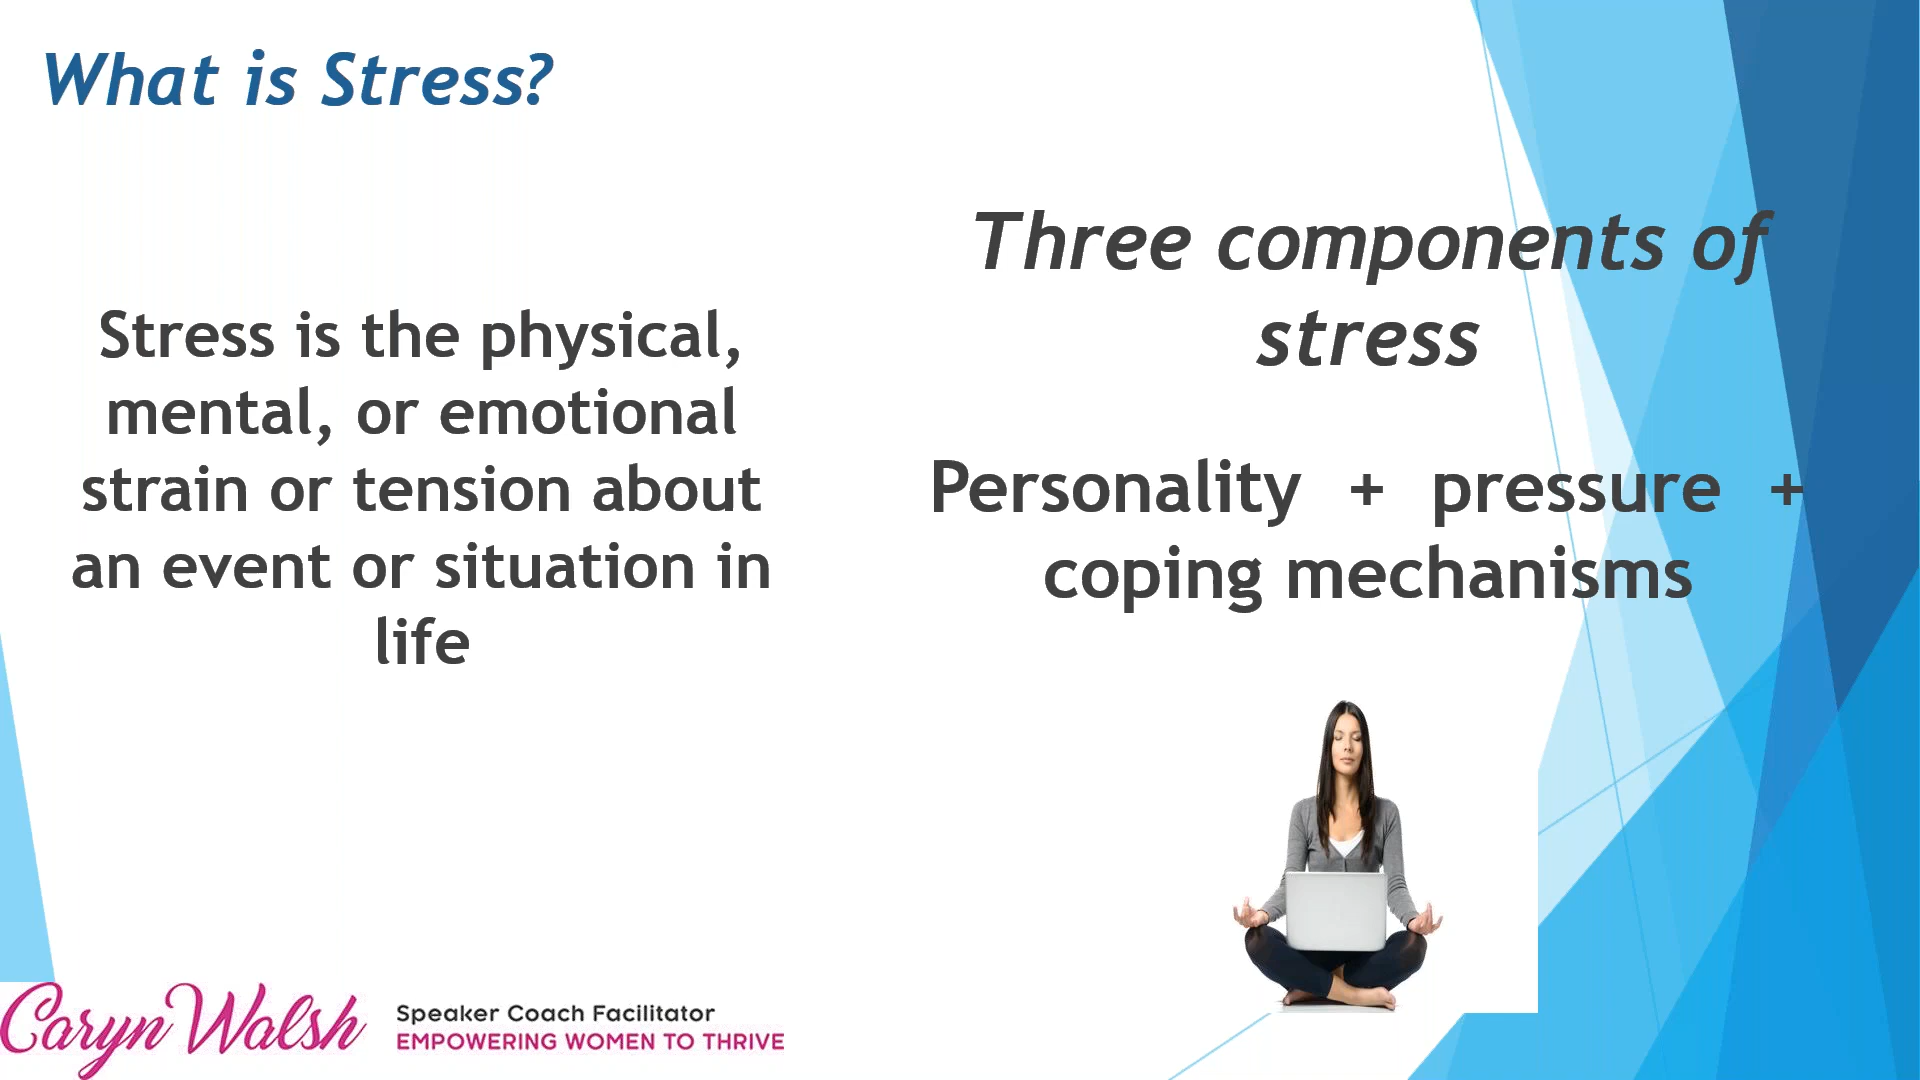 What is Stress?
Stress is the physical,
mental, or emotional
strain or tension about
an event or situation in
life
Three components of
stress
Personality + pressure +
coping mechanisms
Caryn Walsh
Speaker Coach Facilitator
EMPOWERING WOMEN TO THRIVE